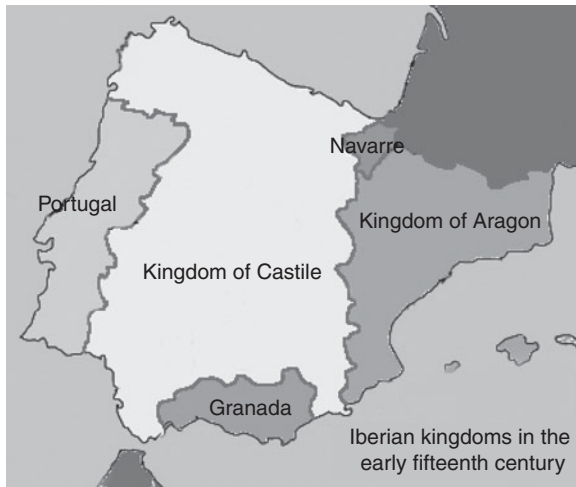 Navarre
Portugal
Kingdom of Aragon
Kingdom of Castile
Granada
Iberian kingdoms in the
early fifteenth century